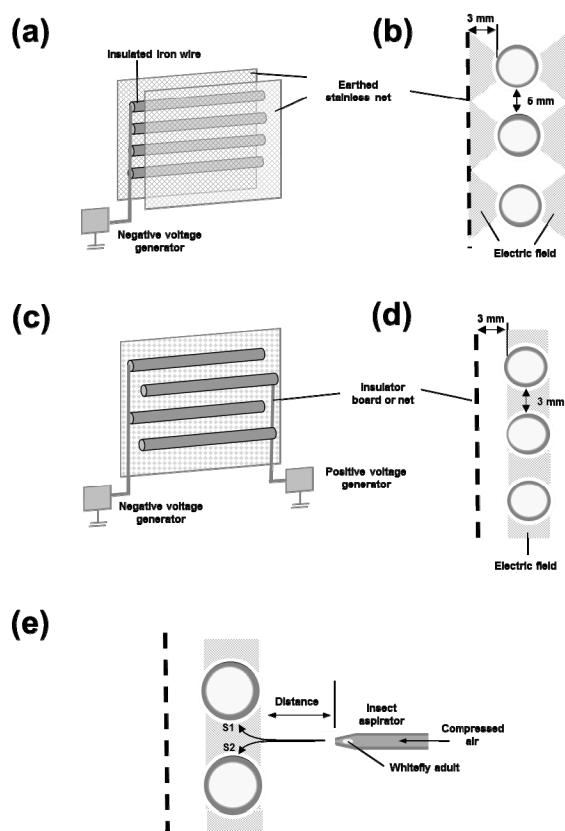 (a)
Insulated iron wire
Earthed
stainless net
Negative voltage
generator
(b)
3 mm
6 mm
Electric field
(c)
Insulator
board or net
Positive voltage
generator
Negative voltage
generator
(d)
3 mm
3 mm
Electric field
(e)
Distance
Insect
aspirator
Compressed
air
S1
S2
Whitefly adult